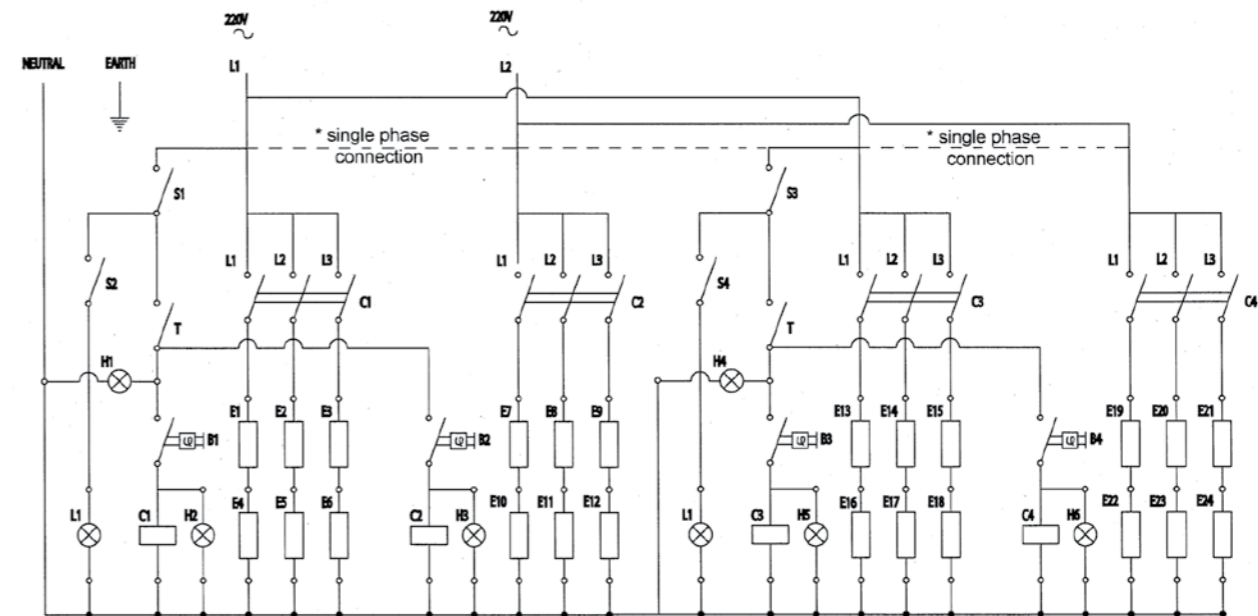 220V
220V
NEUTRAL
EARTH
L1
L2
* single phase
connection
* single phase
connection
S1
S3
L1
L2
L3
L1
L2
L3
L1
L2
L3
L1
L2
L3
S2
C1
C2
S4
C3
C4
T
T
H1
H4
E1
E2
E3
E7
E8
E9
E13
E14
E15
E19
E20
E21
B1
B2
B3
B4
E4
E5
E6
E10
E11
E12
E16
E17
E18
E22
E23
E24
L1
C1
H2
C2
H3
L1
C3
H5
C4
H6